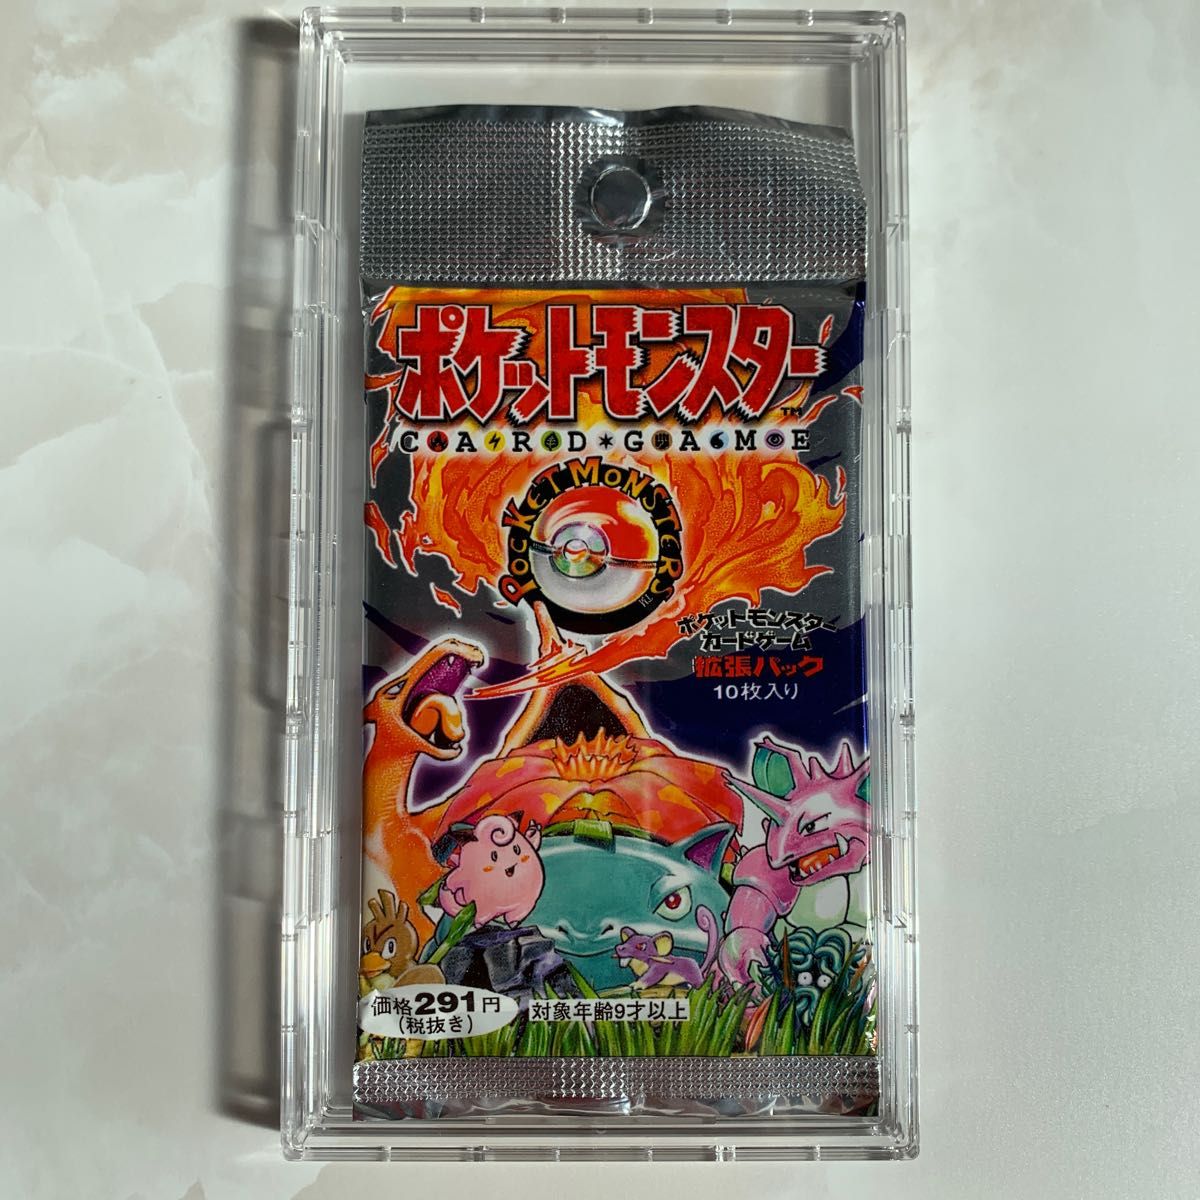 ポケットモンスター
TM
CARD GAME
POCKET MONSTERS
TM
ポケットモンスター
カードゲーム
拡張パック
10枚入り
価格291円
(税抜き)
対象年齢9才以上